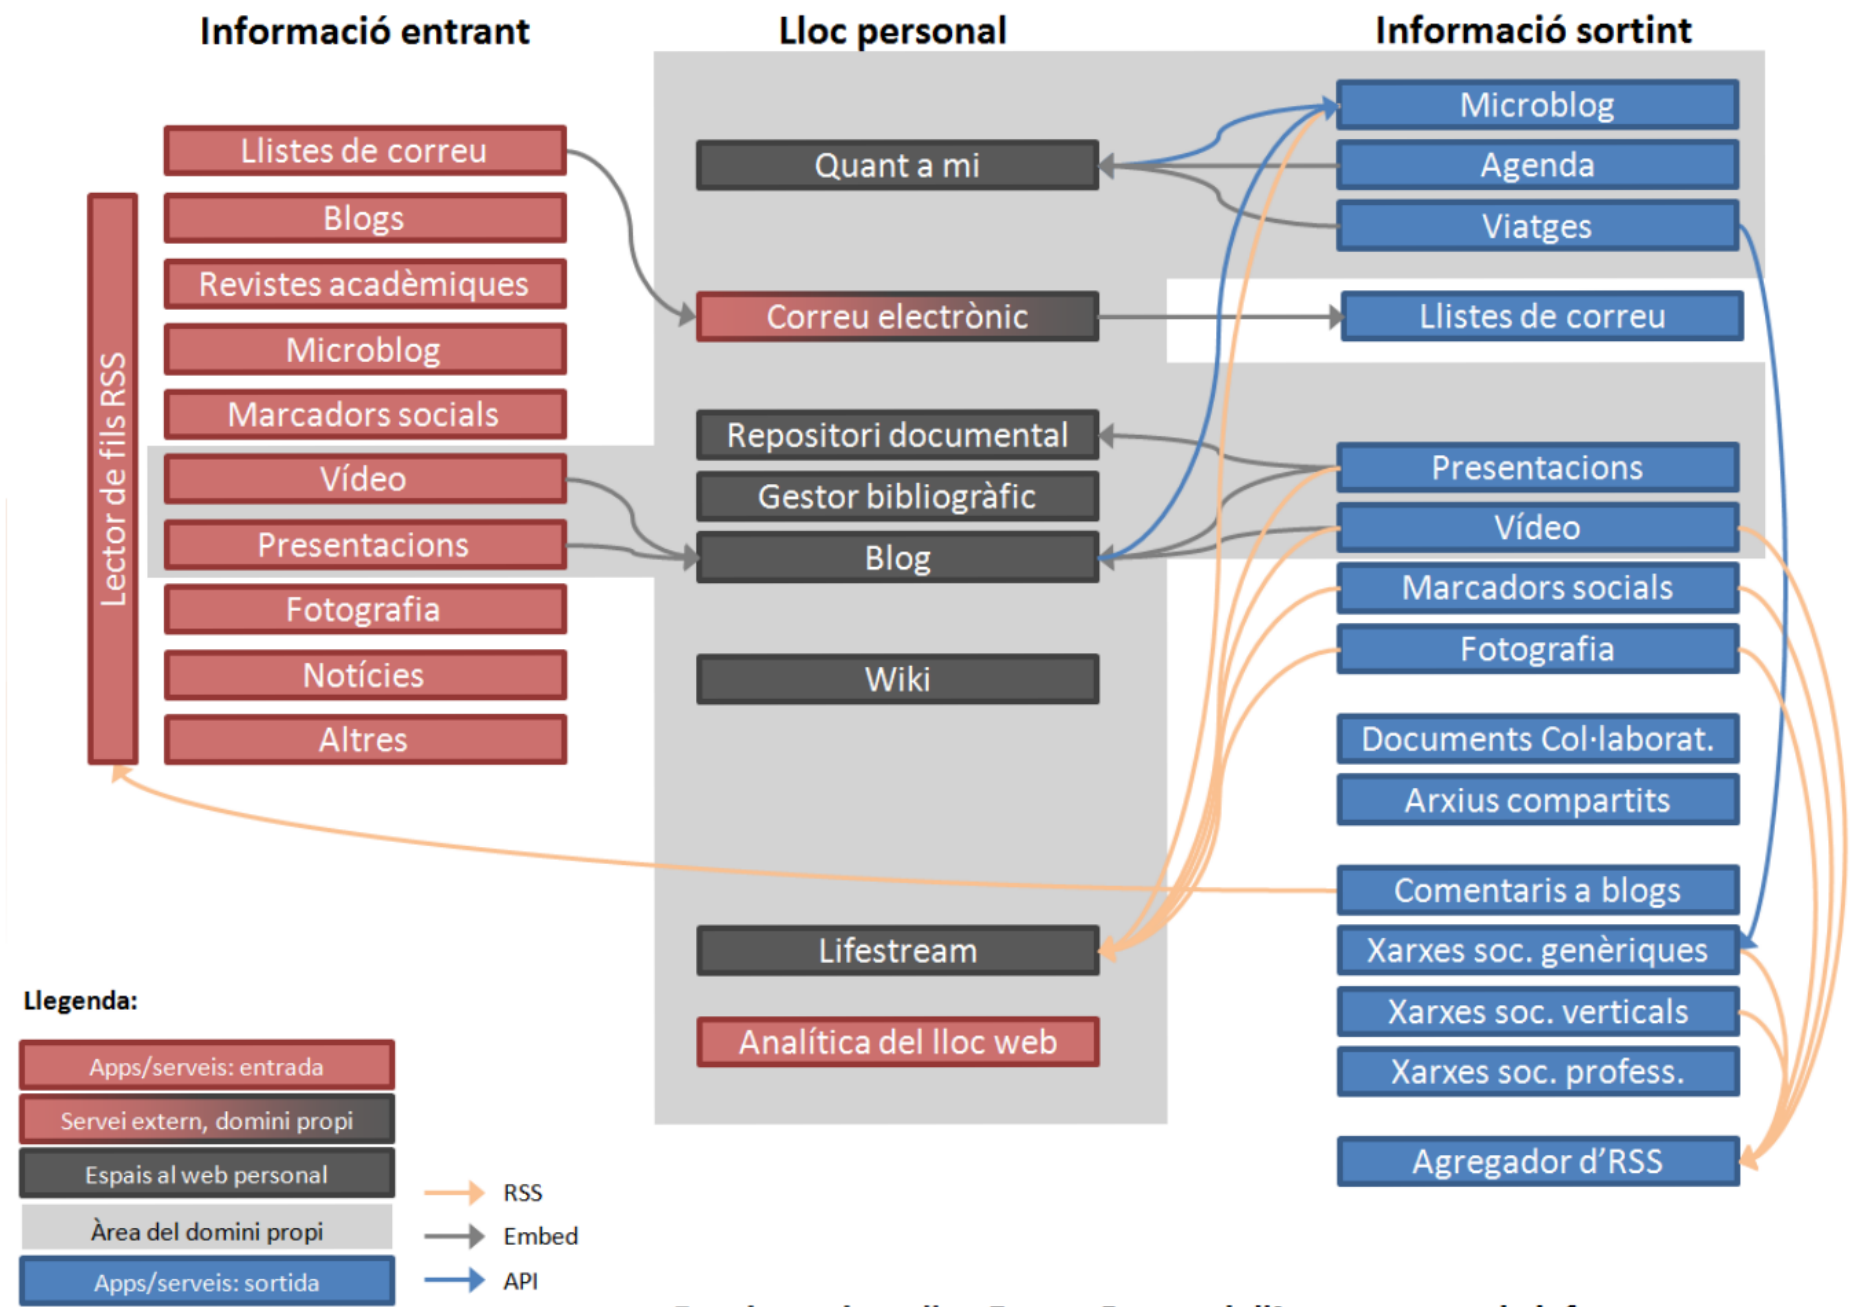 Informació entrant
Lloc personal
Informació sortint
Lector de fils RSS
Llistes de correu
Blogs
Revistes acadèmiques
Microblog
Marcadors socials
Vídeo
Presentacions
Fotografia
Notícies
Altres
Quant a mi
Correu electrònic
Repositori documental
Gestor bibliogràfic
Blog
Wiki
Lifestream
Analítica del lloc web
Microblog
Agenda
Viatges
Llistes de correu
Presentacions
Vídeo
Marcadors socials
Fotografia
Documents Col·laborat.
Arxius compartits
Comentaris a blogs
Xarxes soc. genèriques
Xarxes soc. verticals
Xarxes soc. profess.
Agregador d’RSS
Llegenda:
Apps/serveis: entrada
Servei extern, domini propi
Espais al web personal
Àrea del domini propi
Apps/serveis: sortida
RSS
Embed
API